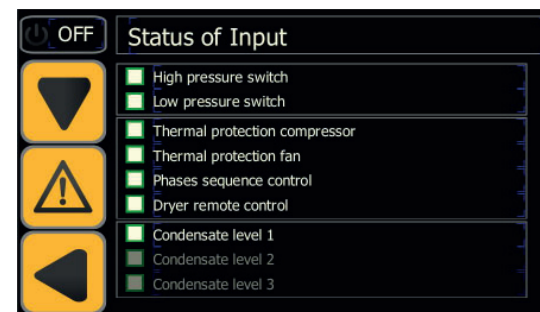 OFF
Status of Input
High pressure switch
Low pressure switch
Thermal protection compressor
Thermal protection fan
Phases sequence control
Dryer remote control
Condensate level 1
Condensate level 2
Condensate level 3